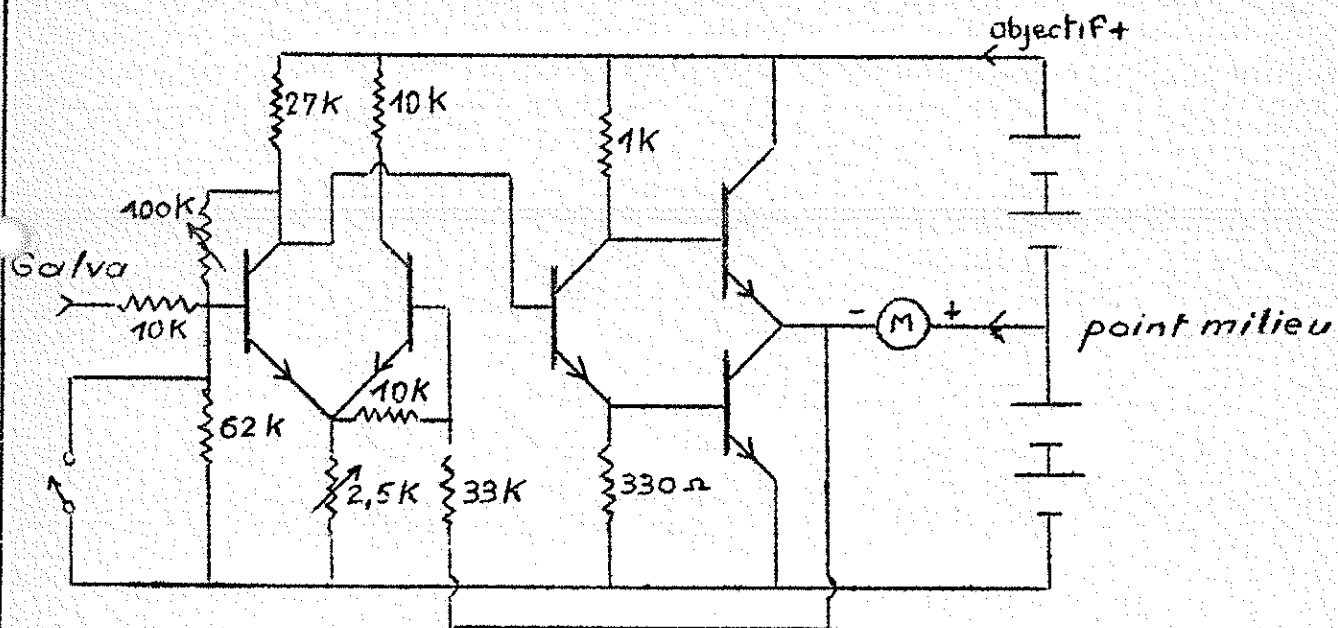 objectif+
27K
10K
1K
100K
Galva
10K
- M +
point milieu
10K
62K
2,5K
33K
330Ω